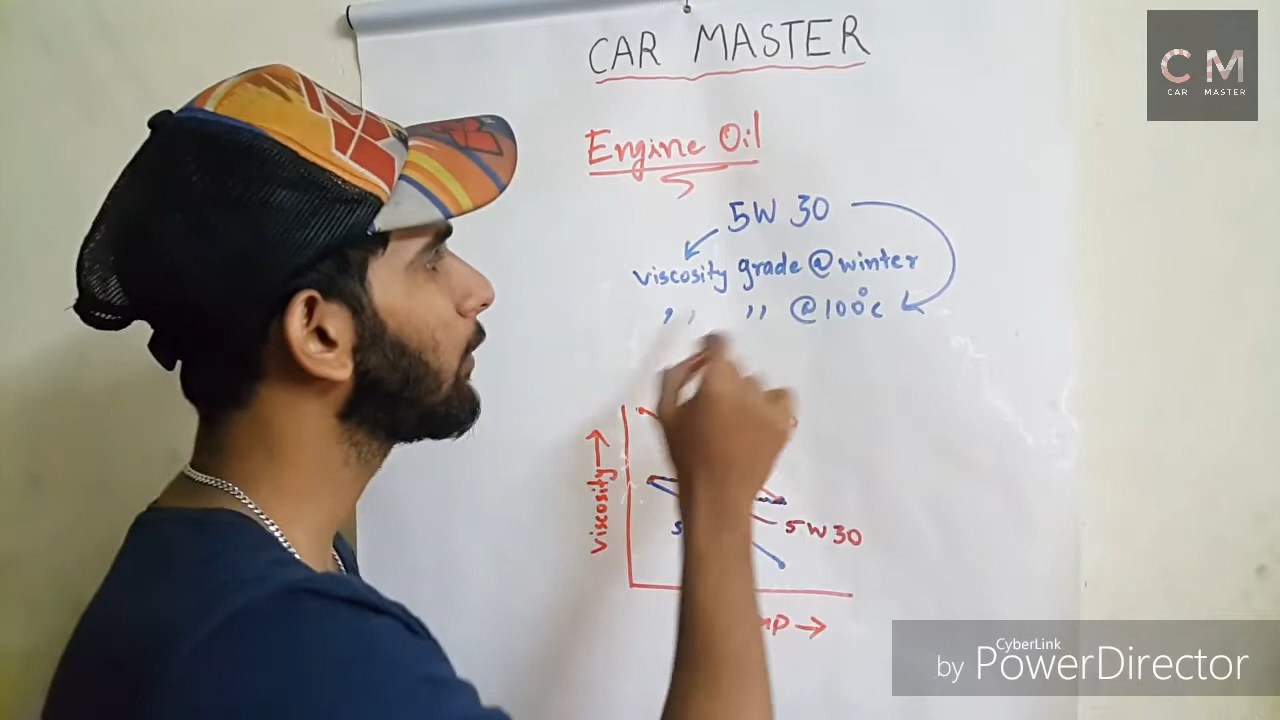 CAR MASTER
CM
CAR MASTER
Engine Oil
5W 30
viscosity grade @ winter
,, ,, @ 100°c
viscosity →
5W30
→
CyberLink
by PowerDirector